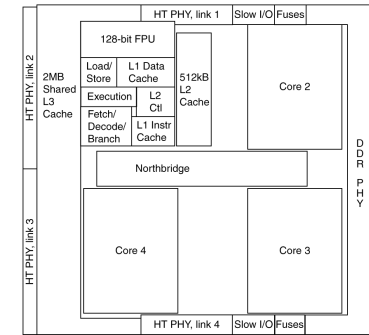 HT PHY, link 1
Slow I/O
Fuses
HT PHY, link 2
2MB
Shared
L3
Cache
128-bit FPU
Load/
Store
L1 Data
Cache
Execution
L2
Ctl
Fetch/
Decode/
Branch
L1 Instr
Cache
512kB
L2
Cache
Core 2
Northbridge
DDR PHY
HT PHY, link 3
Core 4
Core 3
HT PHY, link 4
Slow I/O
Fuses